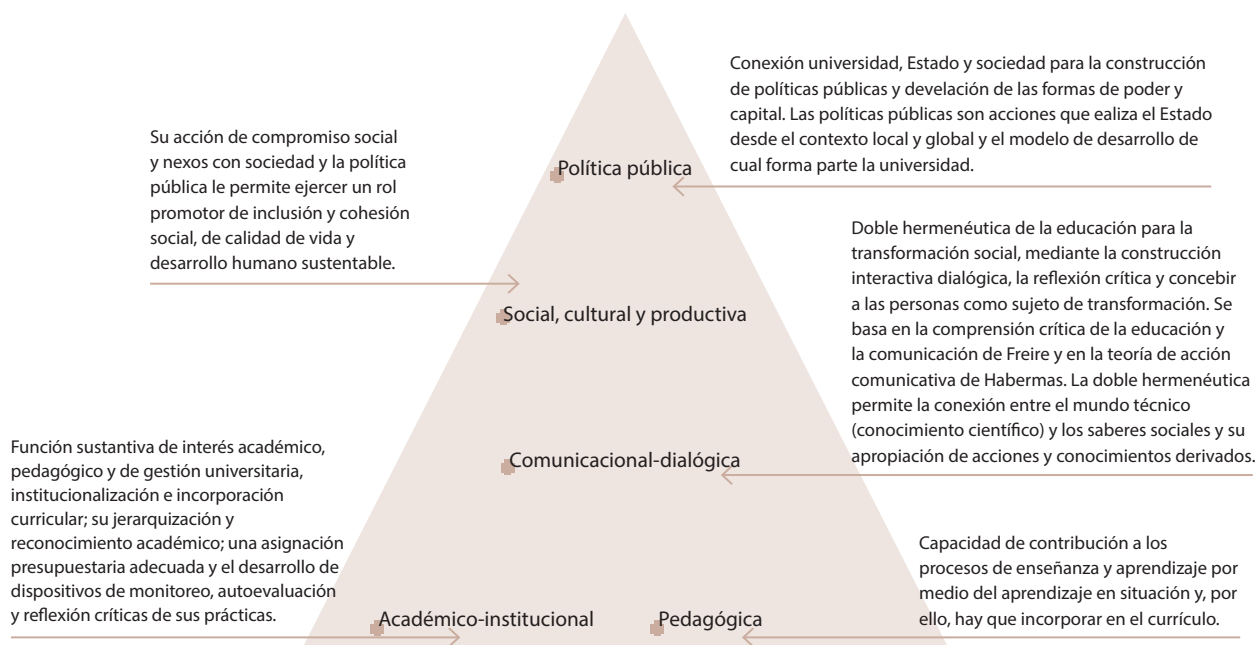 Conexión universidad, Estado y sociedad para la construcción
de políticas públicas y develación de las formas de poder y
capital. Las políticas públicas son acciones que ealiza el Estado
desde el contexto local y global y el modelo de desarrollo de
cual forma parte la universidad.
Política pública
Su acción de compromiso social
y nexos con sociedad y la política
pública le permite ejercer un rol
promotor de inclusión y cohesión
social, de calidad de vida y
desarrollo humano sustentable.
Social, cultural y productiva
Doble hermenéutica de la educación para la
transformación social, mediante la construcción
interactiva dialógica, la reflexión crítica y concebir
a las personas como sujeto de transformación. Se
basa en la comprensión crítica de la educación y
la comunicación de Freire y en la teoría de acción
comunicativa de Habermas. La doble hermenéutica
permite la conexión entre el mundo técnico
(conocimiento científico) y los saberes sociales y su
apropiación de acciones y conocimientos derivados.
Comunicacional-dialógica
Función sustantiva de interés académico,
pedagógico y de gestión universitaria,
institucionalización e incorporación
curricular; su jerarquización y
reconocimiento académico; una asignación
presupuestaria adecuada y el desarrollo de
dispositivos de monitoreo, autoevaluación
y reflexión críticas de sus prácticas.
Académico-institucional
Pedagógica
Capacidad de contribución a los
procesos de enseñanza y aprendizaje por
medio del aprendizaje en situación y, por
ello, hay que incorporar en el currículo.